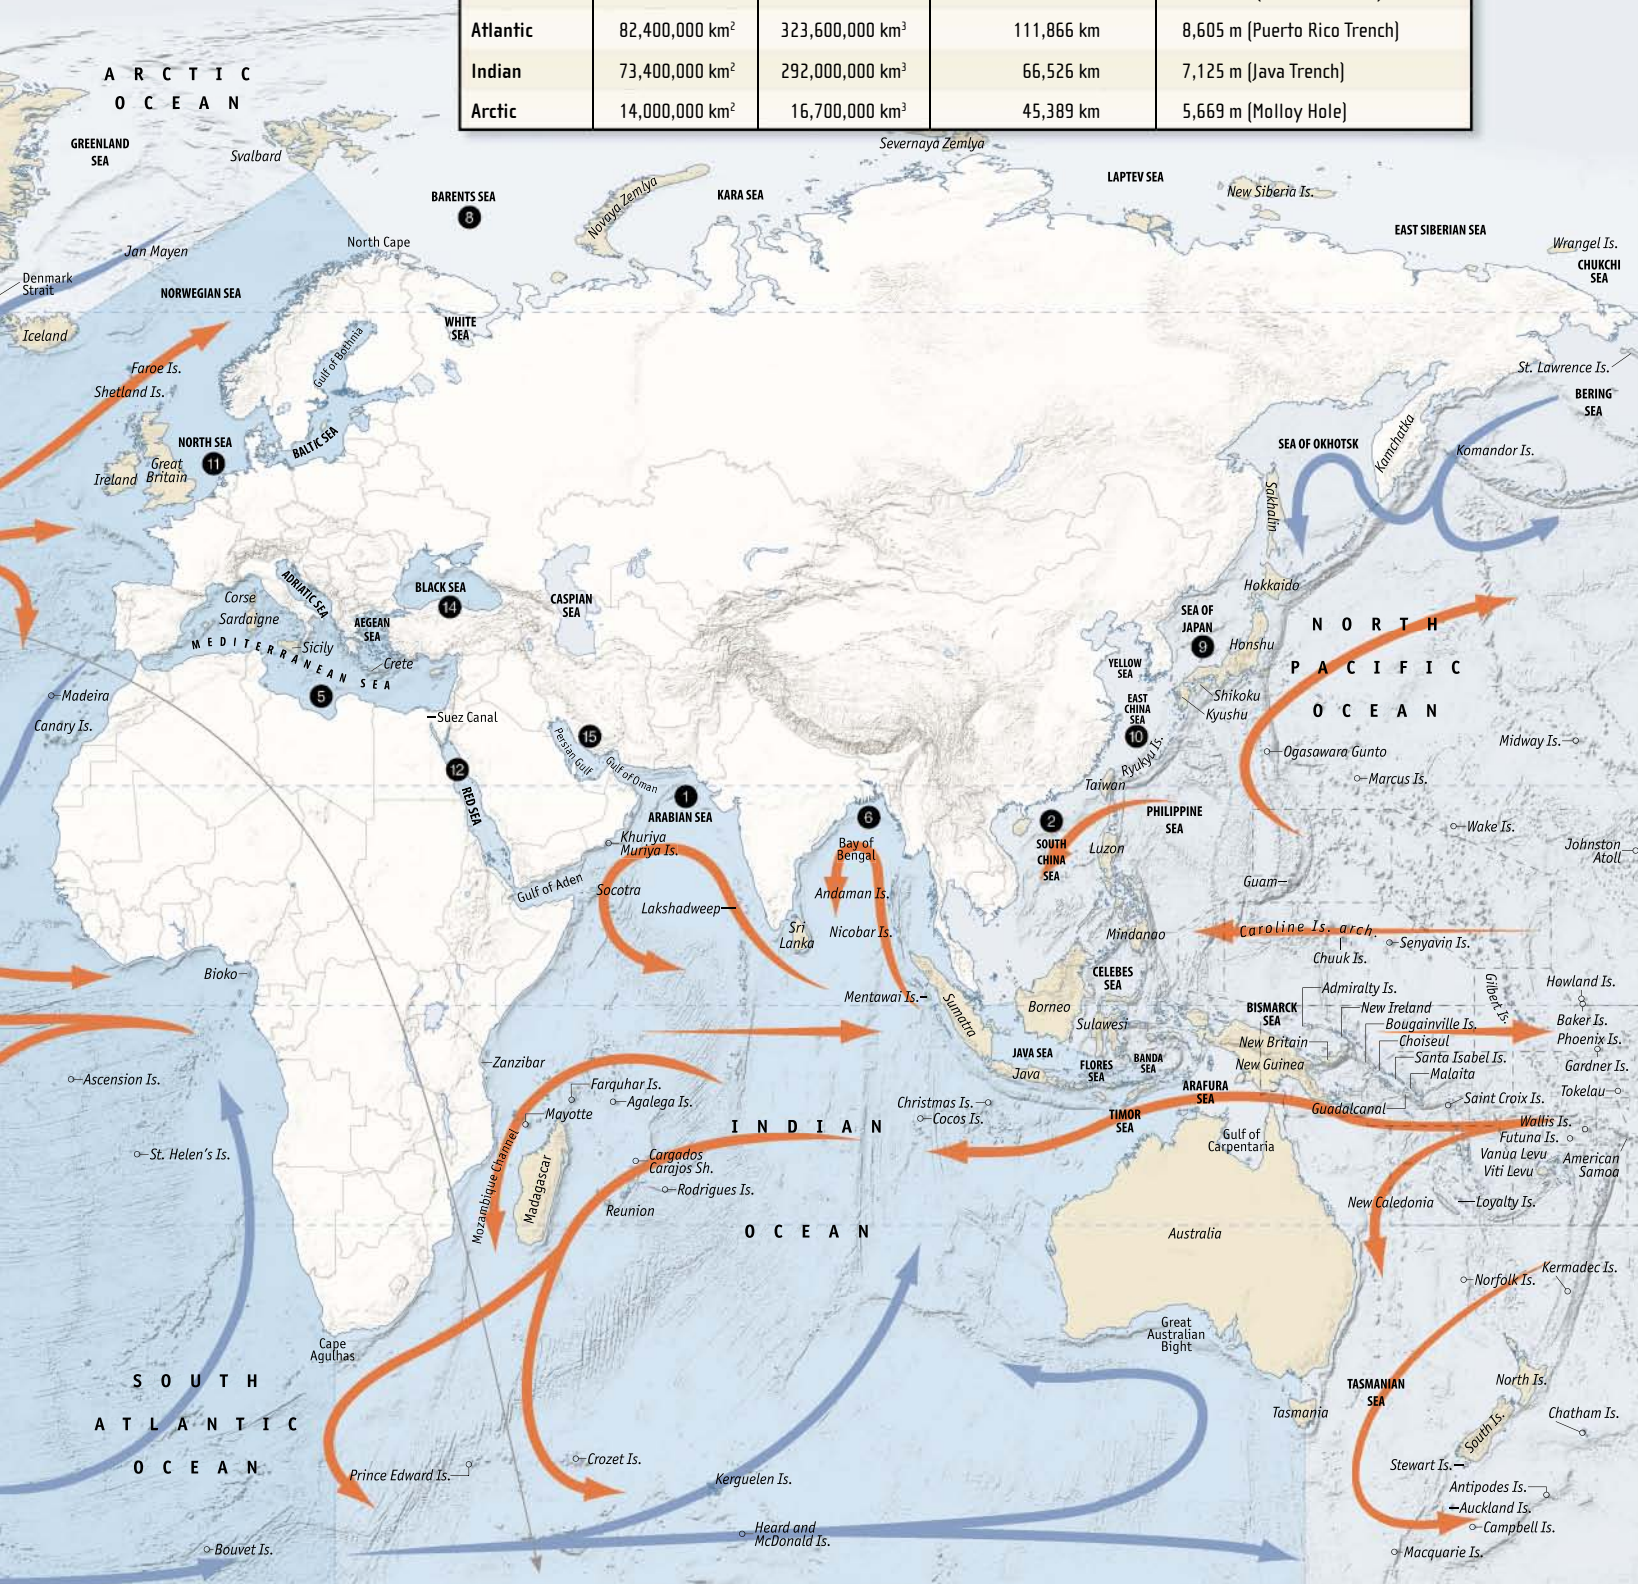 Atlantic 82,400,000 km² 323,600,000 km³ 111,866 km 8,605 m (Puerto Rico Trench)
Indian 73,400,000 km² 292,000,000 km³ 66,526 km 7,125 m (Java Trench)
Arctic 14,000,000 km² 16,700,000 km³ 45,389 km 5,669 m (Molloy Hole)
ARCTIC
OCEAN
GREENLAND
SEA
Svalbard
Severnaya Zemlya
BARENTS SEA
8
Novaya Zemlya
KARA SEA
LAPTEV SEA
New Siberia Is.
EAST SIBERIAN SEA
Wrangel Is.
CHUKCHI
SEA
Jan Mayen
North Cape
Denmark
Strait
NORWEGIAN SEA
Iceland
WHITE
SEA
Gulf of Bothnia
Faroe Is.
Shetland Is.
St. Lawrence Is.
BERING
SEA
NORTH SEA
11
BALTIC SEA
Ireland
Great
Britain
SEA OF OKHOTSK
Kamchatka
Komandor Is.
Sakhalin
Hokkaido
ADRIATIC SEA
BLACK SEA
14
CASPIAN
SEA
Corse
Sardaigne
AEGEAN
SEA
MEDITERRANEAN SEA
Sicily
Crete
5
SEA OF
JAPAN
9
Honshu
NORTH
PACIFIC
OCEAN
YELLOW
SEA
EAST
CHINA
SEA
10
Shikoku
Kyushu
Ryukyu Is.
Madeira
Canary Is.
Suez Canal
15
Persian Gulf
Gulf of Oman
12
RED SEA
1
ARABIAN SEA
6
Bay of
Bengal
Ogasawara Gunto
Midway Is.
Marcus Is.
Taiwan
2
SOUTH
CHINA
SEA
PHILIPPINE
SEA
Luzon
Wake Is.
Johnston
Atoll
Khuriya
Muriya Is.
Gulf of Aden
Socotra
Lakshadweep
Andaman Is.
Nicobar Is.
Sri
Lanka
Guam
Mindanao
Caroline Is. arch.
Senyavin Is.
Chuuk Is.
Bioko
Mentawai Is.
Sumatra
CELEBES
SEA
Borneo
Sulawesi
Admiralty Is.
BISMARCK
SEA
New Ireland
Bougainville Is.
Gilbert Is.
Howland Is.
Baker Is.
Phoenix Is.
New Britain
Choiseul
New Guinea
Santa Isabel Is.
Malaita
Gardner Is.
Tokelau
JAVA SEA
Java
FLORES
SEA
BANDA
SEA
ARAFURA
SEA
Guadalcanal
Saint Croix Is.
Zanzibar
Ascension Is.
Farquhar Is.
Agalega Is.
Mayotte
Christmas Is.
Cocos Is.
TIMOR
SEA
Gulf of
Carpentaria
Wallis Is.
Futuna Is.
Vanua Levu
Viti Levu
American
Samoa
INDIAN
OCEAN
St. Helen's Is.
Mozambique Channel
Madagascar
Cargados
Carajos Sh.
Rodrigues Is.
Reunion
New Caledonia
Loyalty Is.
Australia
Norfolk Is.
Kermadec Is.
Cape
Agulhas
Great
Australian
Bight
SOUTH
ATLANTIC
OCEAN
TASMANIAN
SEA
Tasmania
North Is.
South Is.
Chatham Is.
Prince Edward Is.
Crozet Is.
Kerguelen Is.
Stewart Is.
Antipodes Is.
Auckland Is.
Campbell Is.
Heard and
McDonald Is.
Bouvet Is.
Macquarie Is.